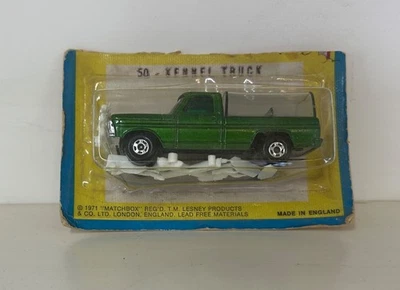 50 - KENNEL TRUCK
© 1971 "MATCHBOX" REG'D. T.M. LESNEY PRODUCTS
& CO. LTD. LONDON, ENGLAND. LEAD FREE MATERIALS
MADE IN ENGLAND